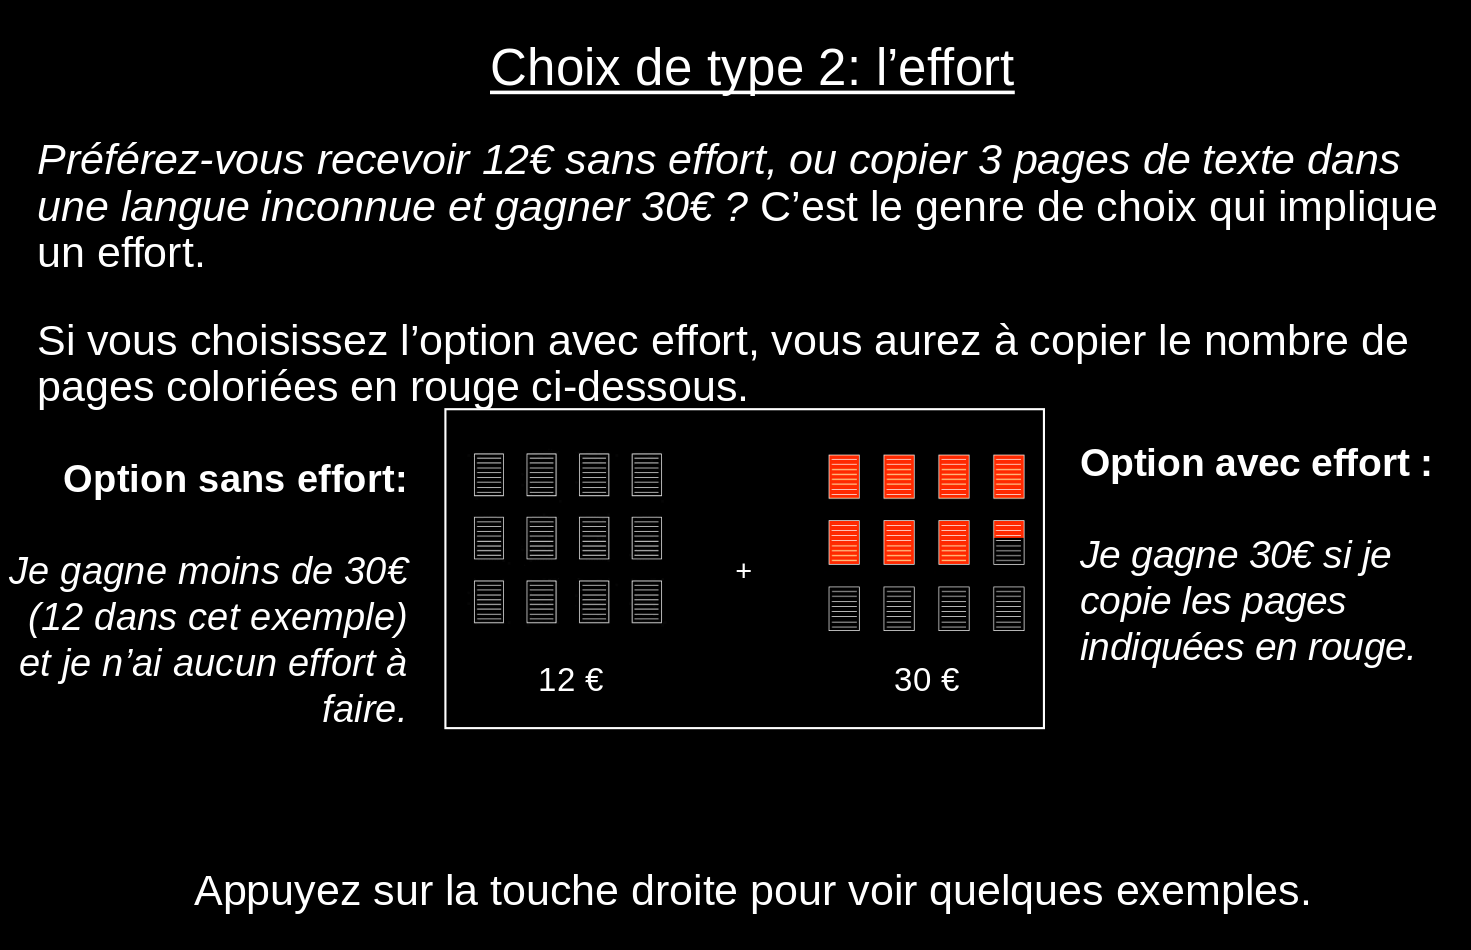 Choix de type 2: l’effort
Préférez-vous recevoir 12€ sans effort, ou copier 3 pages de texte dans
une langue inconnue et gagner 30€ ? C’est le genre de choix qui implique
un effort.
Si vous choisissez l’option avec effort, vous aurez à copier le nombre de
pages coloriées en rouge ci-dessous.
Option sans effort:
Je gagne moins de 30€
(12 dans cet exemple)
et je n’ai aucun effort à
faire.
+
12 €
30 €
Option avec effort :
Je gagne 30€ si je
copie les pages
indiquées en rouge.
Appuyez sur la touche droite pour voir quelques exemples.